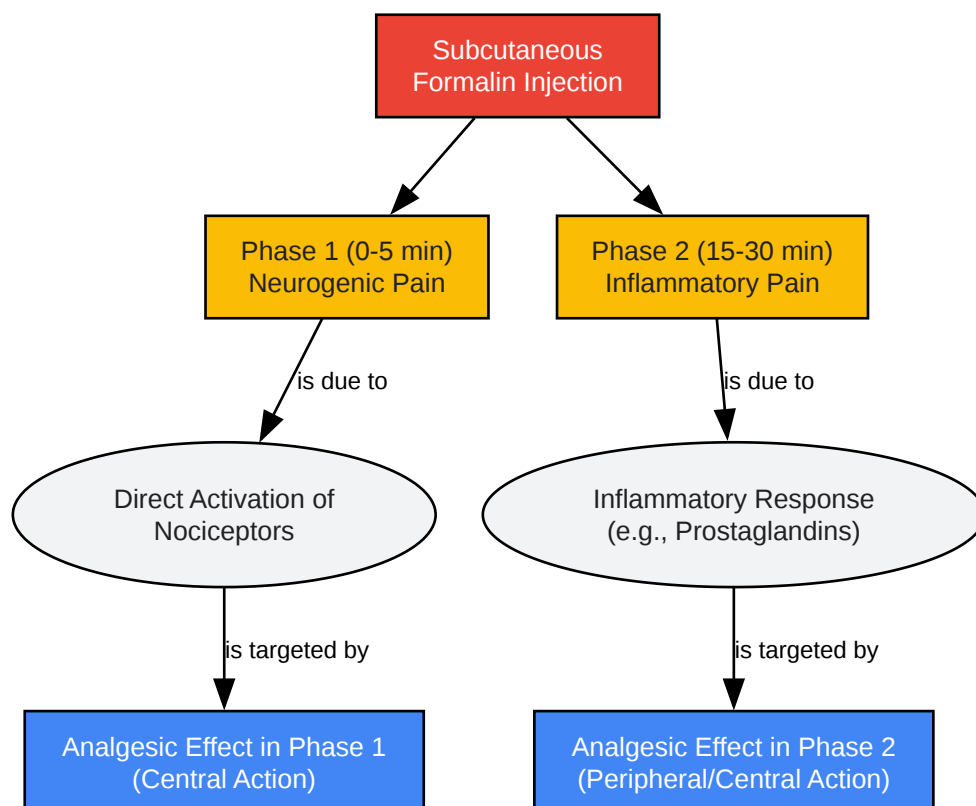 Subcutaneous
Formalin Injection
Phase 1 (0-5 min)
Neurogenic Pain
Phase 2 (15-30 min)
Inflammatory Pain
is due to
is due to
Direct Activation of
Nociceptors
Inflammatory Response
(e.g., Prostaglandins)
is targeted by
is targeted by
Analgesic Effect in Phase 1
(Central Action)
Analgesic Effect in Phase 2
(Peripheral/Central Action)